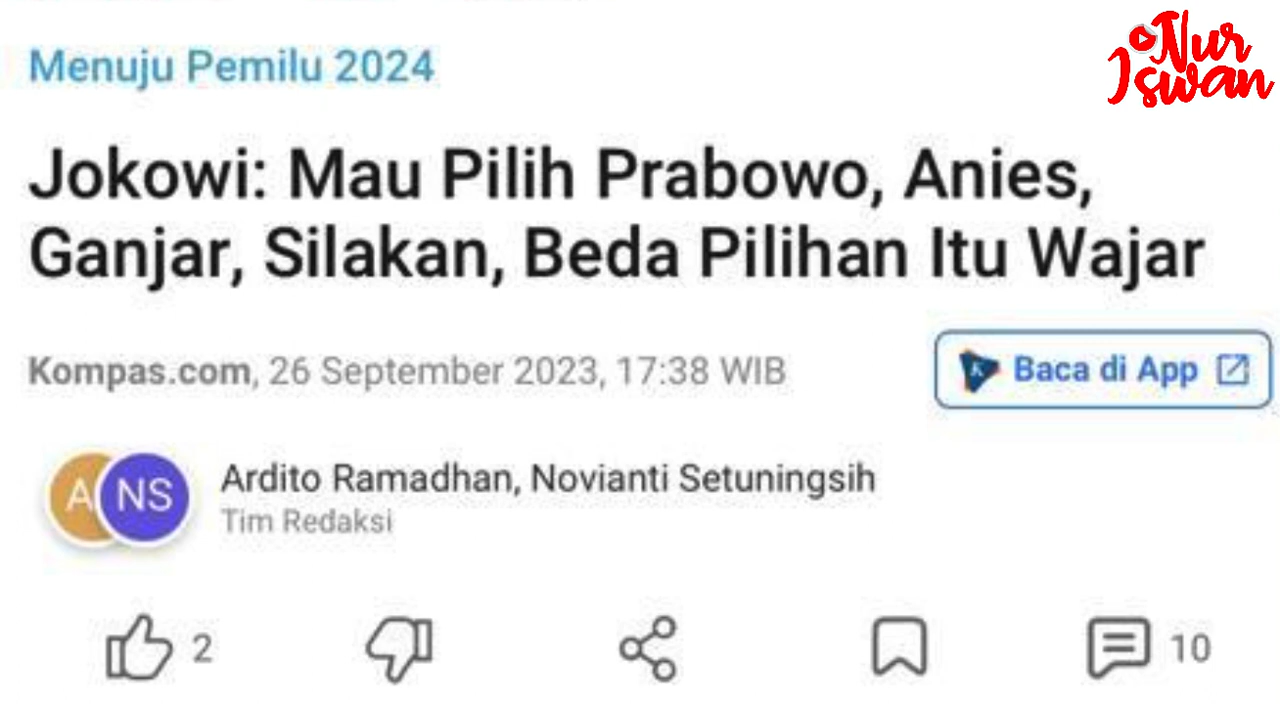 Nur
Iswan
Menuju Pemilu 2024
Jokowi: Mau Pilih Prabowo, Anies,
Ganjar, Silakan, Beda Pilihan Itu Wajar
Kompas.com, 26 September 2023, 17:38 WIB
K Baca di App
A NS
Ardito Ramadhan, Novianti Setuningsih
Tim Redaksi
2
10